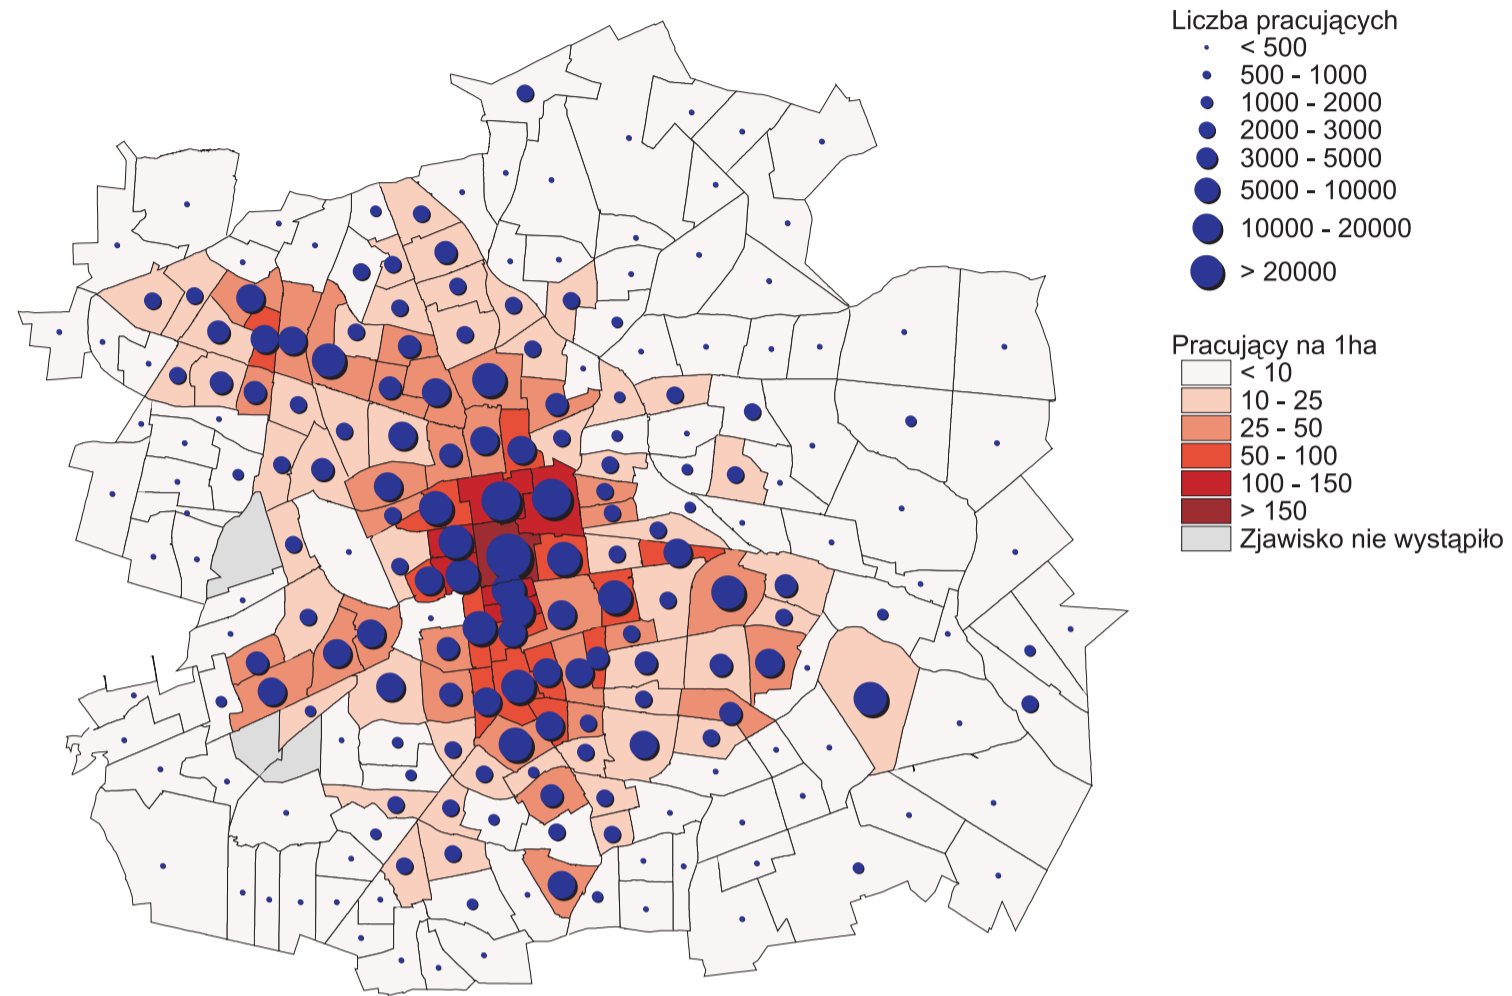 Liczba pracujących
< 500
500 - 1000
1000 - 2000
2000 - 3000
3000 - 5000
5000 - 10000
10000 - 20000
> 20000
Pracujący na 1ha
< 10
10 - 25
25 - 50
50 - 100
100 - 150
> 150
Zjawisko nie wystąpiło